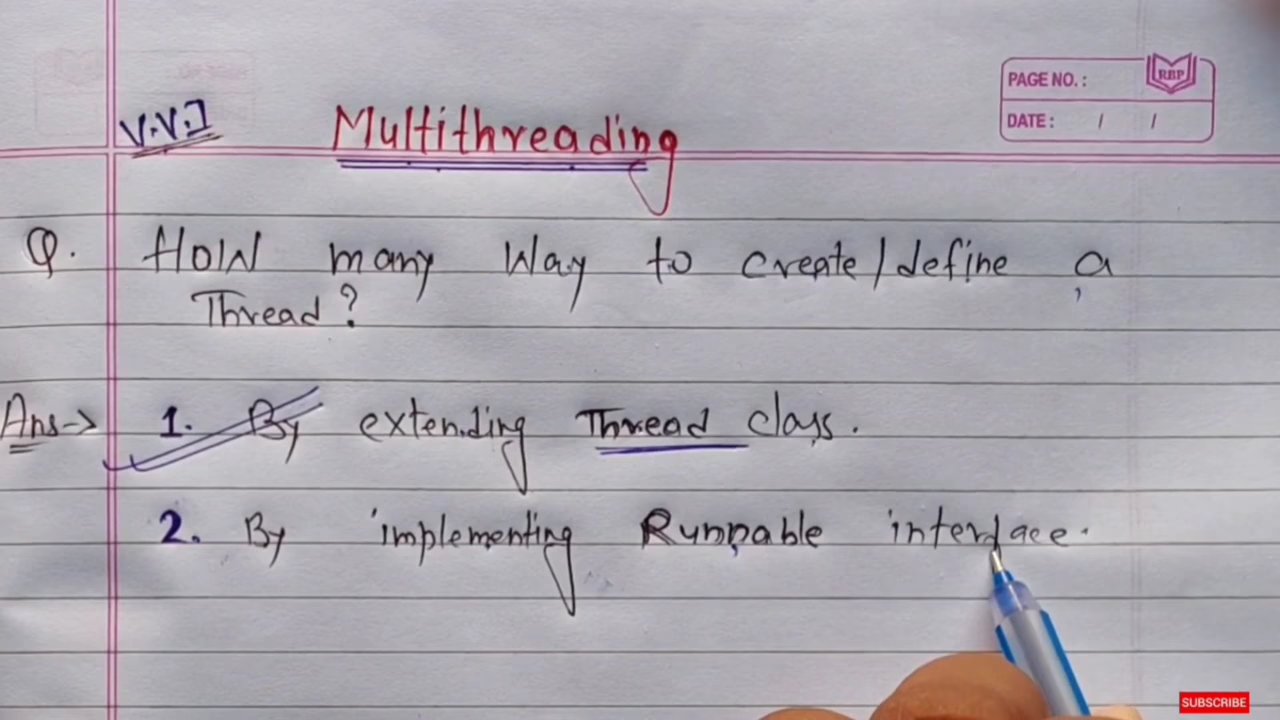 PAGE NO. :
RBP
DATE : / /
V.V.I Multithreading
Q. How many Way to create/define a
Thread?
Ans-> 1. By extending Thread class.
2. By implementing Runnable interface.
SUBSCRIBE